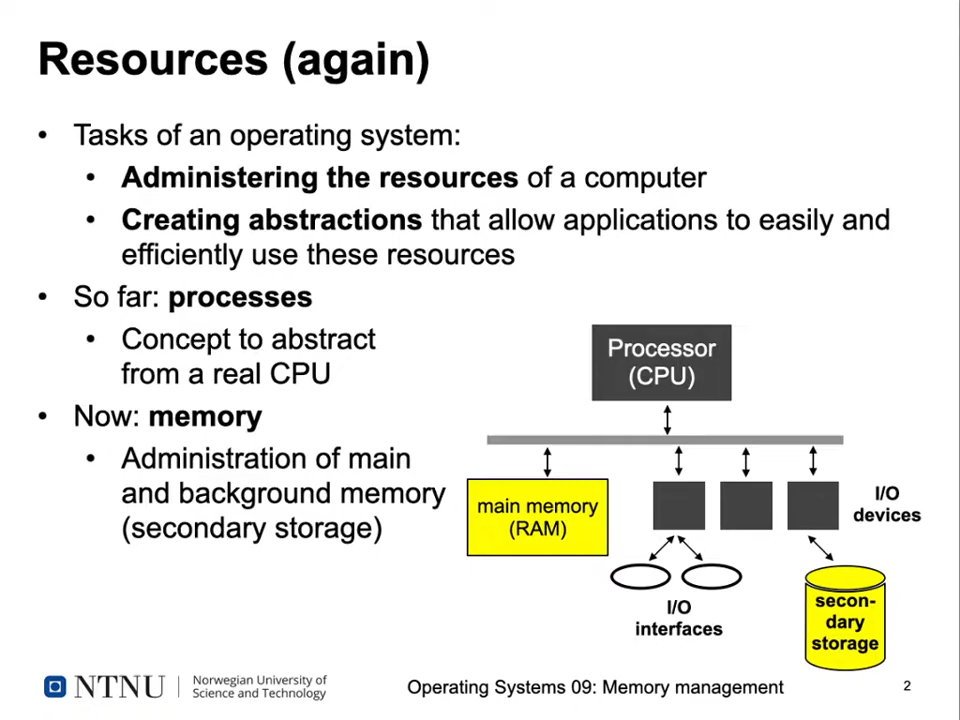 Resources (again)
• Tasks of an operating system:
• Administering the resources of a computer
• Creating abstractions that allow applications to easily and
efficiently use these resources
• So far: processes
• Concept to abstract
from a real CPU
• Now: memory
• Administration of main
and background memory
(secondary storage)
Processor
(CPU)
main memory
(RAM)
I/O
devices
I/O
interfaces
secon-
dary
storage
NTNU
Norwegian University of
Science and Technology
Operating Systems 09: Memory management
2